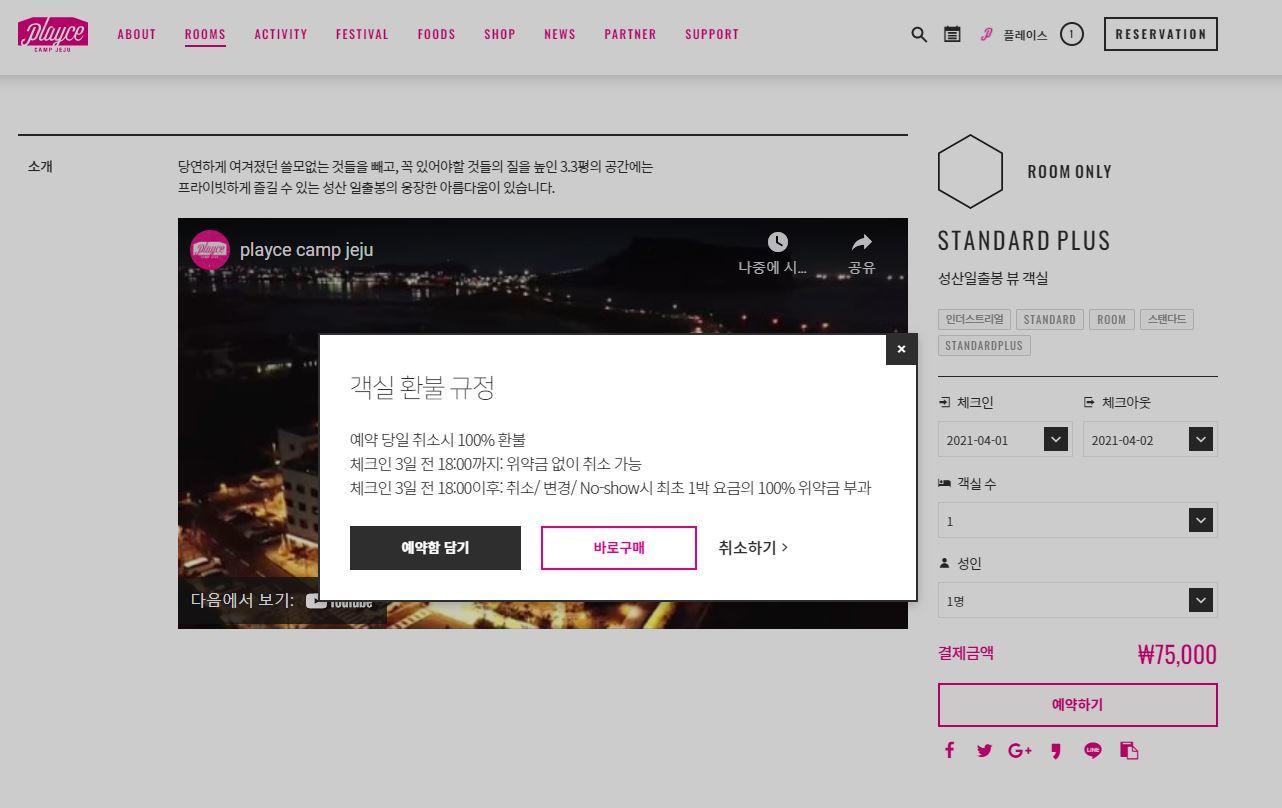 playce
CAMP JEJU
ABOUT ROOMS ACTIVITY FESTIVAL FOODS SHOP NEWS PARTNER SUPPORT
플레이스 1 RESERVATION
소개
당연하게 여겨졌던 쓸모없는 것들을 빼고, 꼭 있어야할 것들의 질을 높인 3.3평의 공간에는
프라이빗하게 즐길 수 있는 성산 일출봉의 웅장한 아름다움이 있습니다.
playce camp jeju
나중에 시... 공유
객실 환불 규정
예약 당일 취소시 100% 환불
체크인 3일 전 18:00까지: 위약금 없이 취소 가능
체크인 3일 전 18:00이후: 취소/ 변경/ No-show시 최초 1박 요금의 100% 위약금 부과
예약함 담기 바로구매 취소하기 >
다음에서 보기: YouTube
ROOM ONLY
STANDARD PLUS
성산일출봉 뷰 객실
인더스트리얼 STANDARD ROOM 스탠다드
STANDARDPLUS
체크인 체크아웃
2021-04-01 2021-04-02
객실 수
1
성인
1명
결제금액 ₩75,000
예약하기
G+ LINE